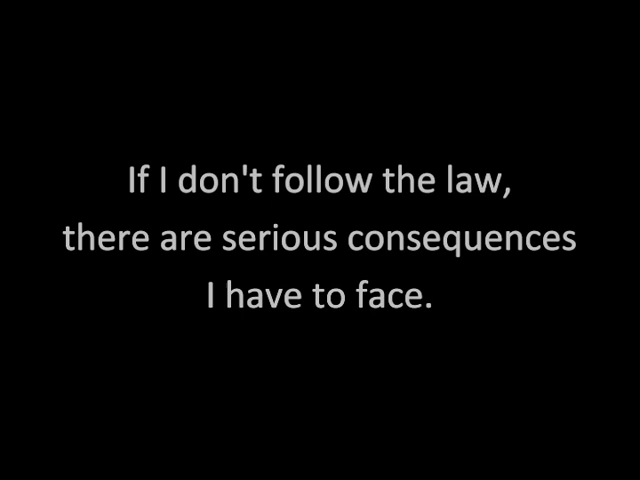 If I don't follow the law,
there are serious consequences
I have to face.